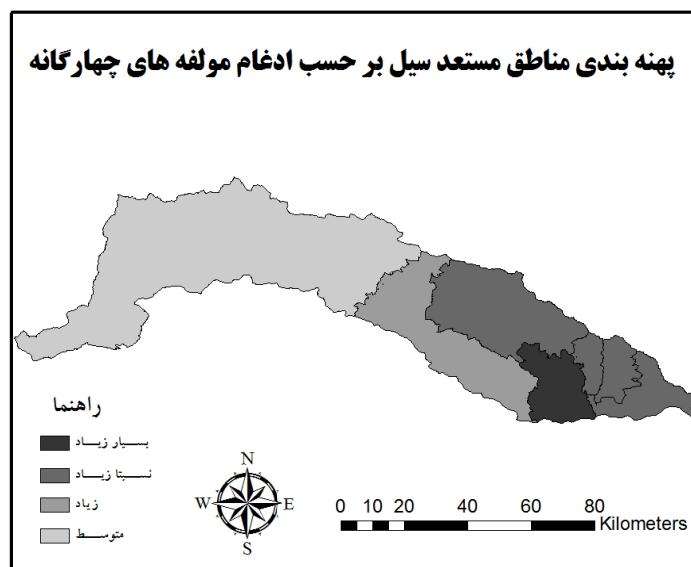 پهنه بندی مناطق مستعد سیل بر حسب ادغام مولفه های چهارگانه
راهنما
بسیار زیاد
نسبتا زیاد
زیاد
متوسط
N
W E
S
0 10 20 40 60 80
Kilometers